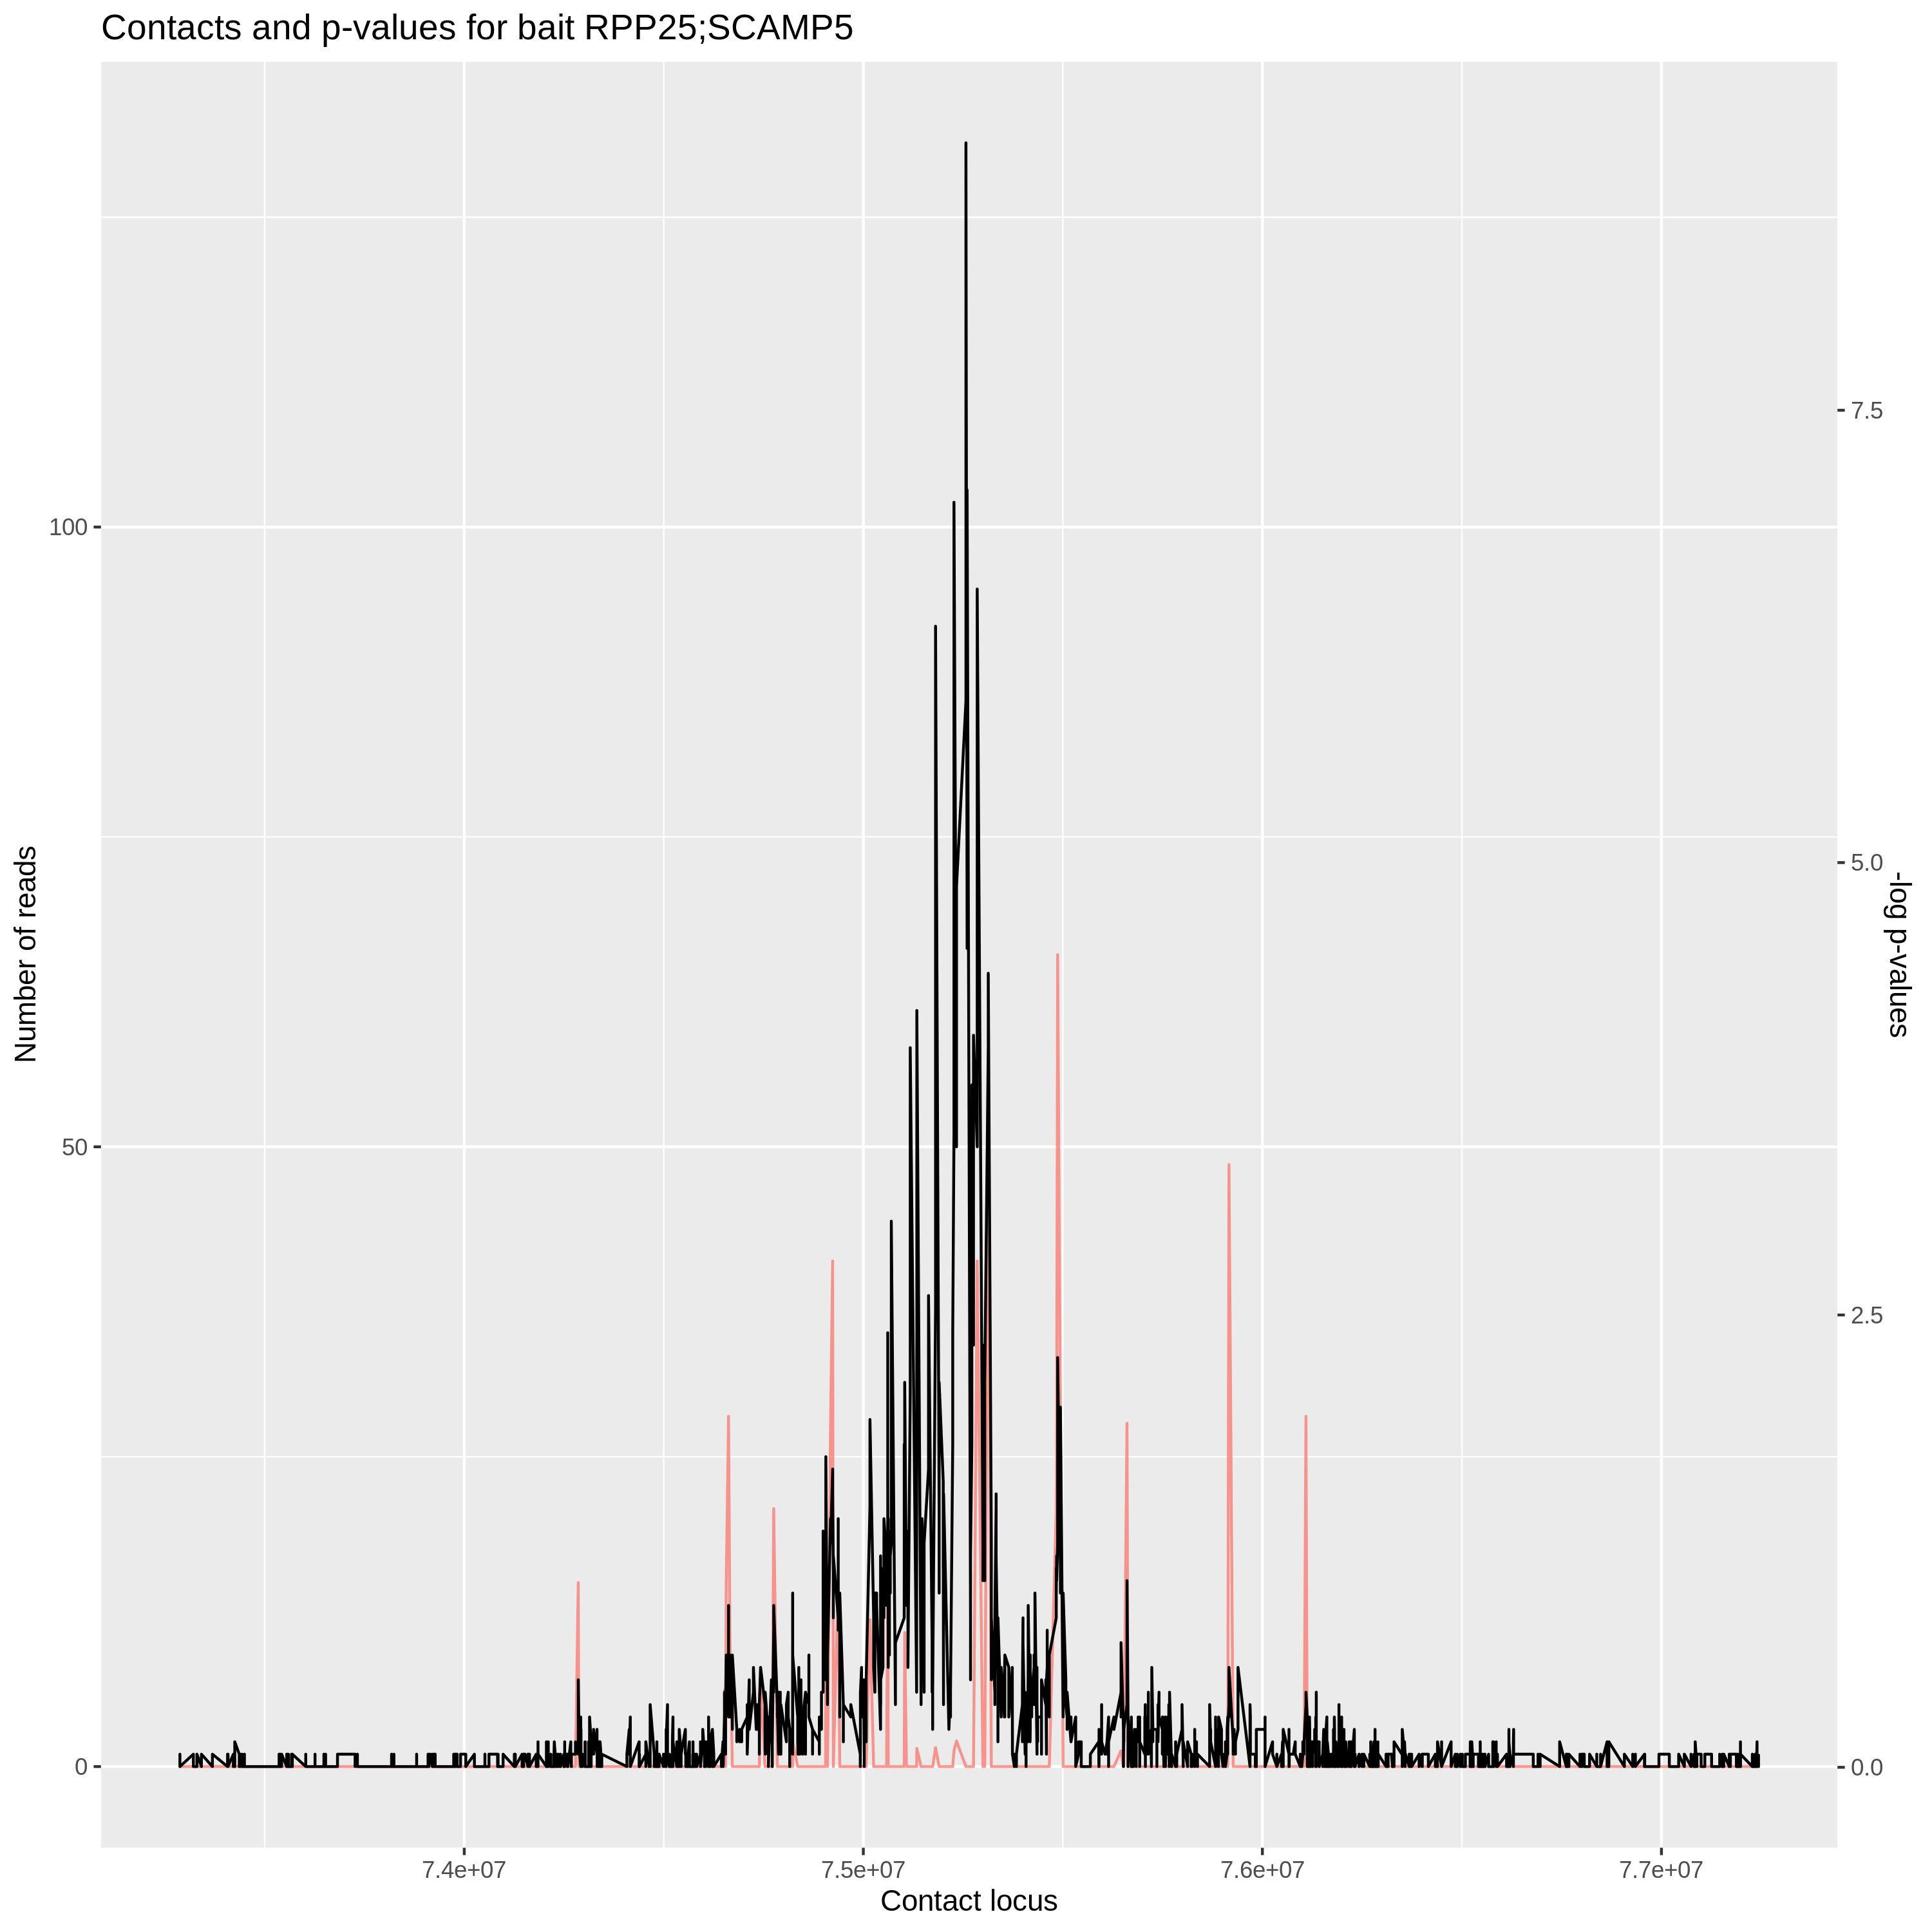 Contacts and p-values for bait RPP25;SCAMP5
Number of reads
100
50
0
7.5
5.0
2.5
0.0
-log p-values
7.4e+07
7.5e+07
7.6e+07
7.7e+07
Contact locus